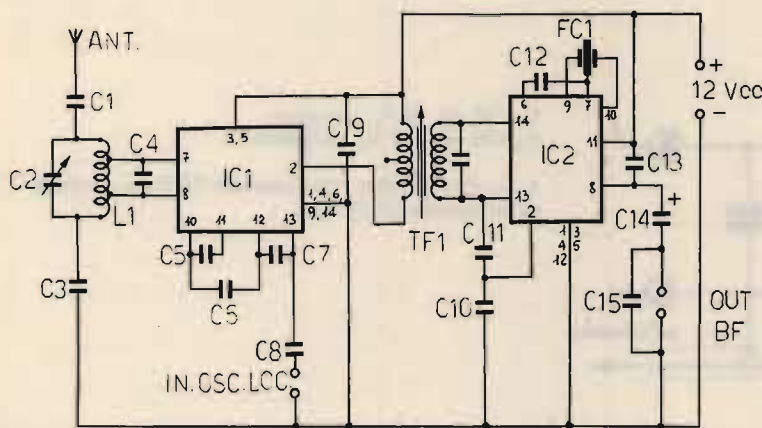 ANT.
C1
C2
C4
L1
C3
7
8
3, 5
IC1
2
1, 4, 6,
9, 14
10 11 12 13
C5
C7
C6
C8
IN.OSC.LOC.
C9
TF1
C11
C10
C12
FC1
6 9 7 10
14
13
IC2
11
8
2
1 3
4 5
12
C13
C14
+
C15
OUT
BF
+
12 Vcc
-